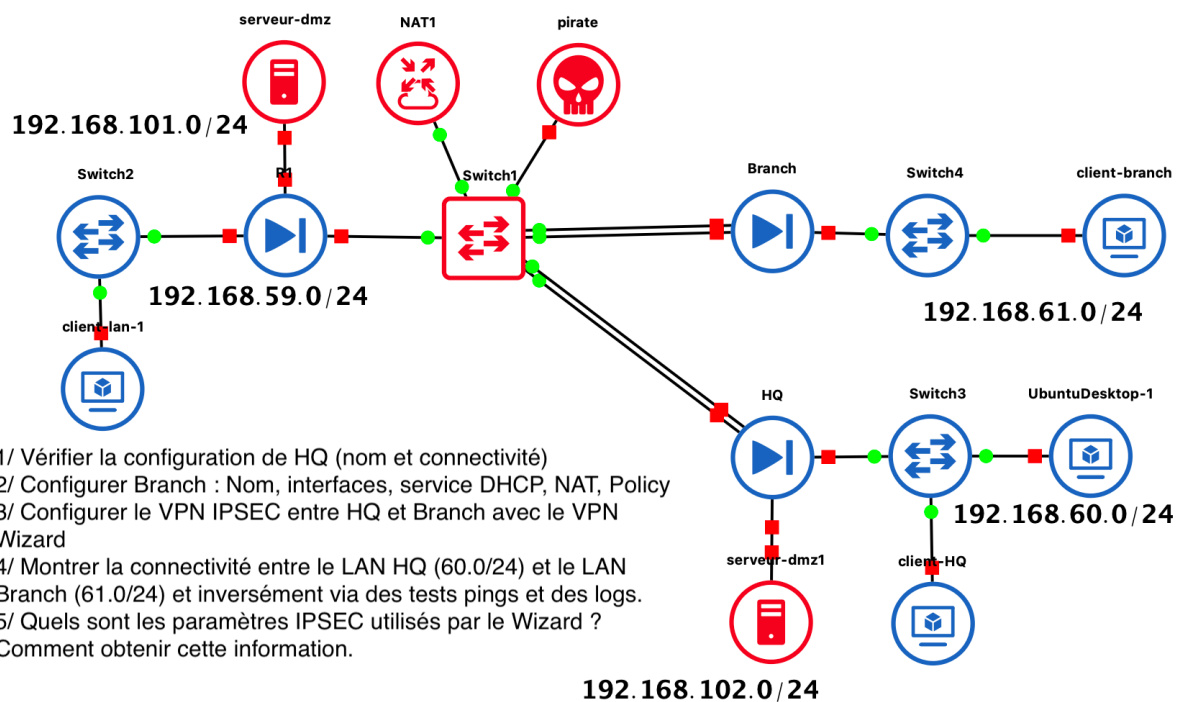 serveur-dmz
NAT1
pirate
192.168.101.0/24
Switch2
R1
Switch1
Branch
Switch4
client-branch
192.168.59.0/24
192.168.61.0/24
client-lan-1
HQ
Switch3
UbuntuDesktop-1
1/ Vérifier la configuration de HQ (nom et connectivité)
2/ Configurer Branch : Nom, interfaces, service DHCP, NAT, Policy
3/ Configurer le VPN IPSEC entre HQ et Branch avec le VPN
Wizard
4/ Montrer la connectivité entre le LAN HQ (60.0/24) et le LAN
Branch (61.0/24) et inversément via des tests pings et des logs.
5/ Quels sont les paramètres IPSEC utilisés par le Wizard ?
Comment obtenir cette information.
192.168.60.0/24
serveur-dmz1
client-HQ
192.168.102.0/24